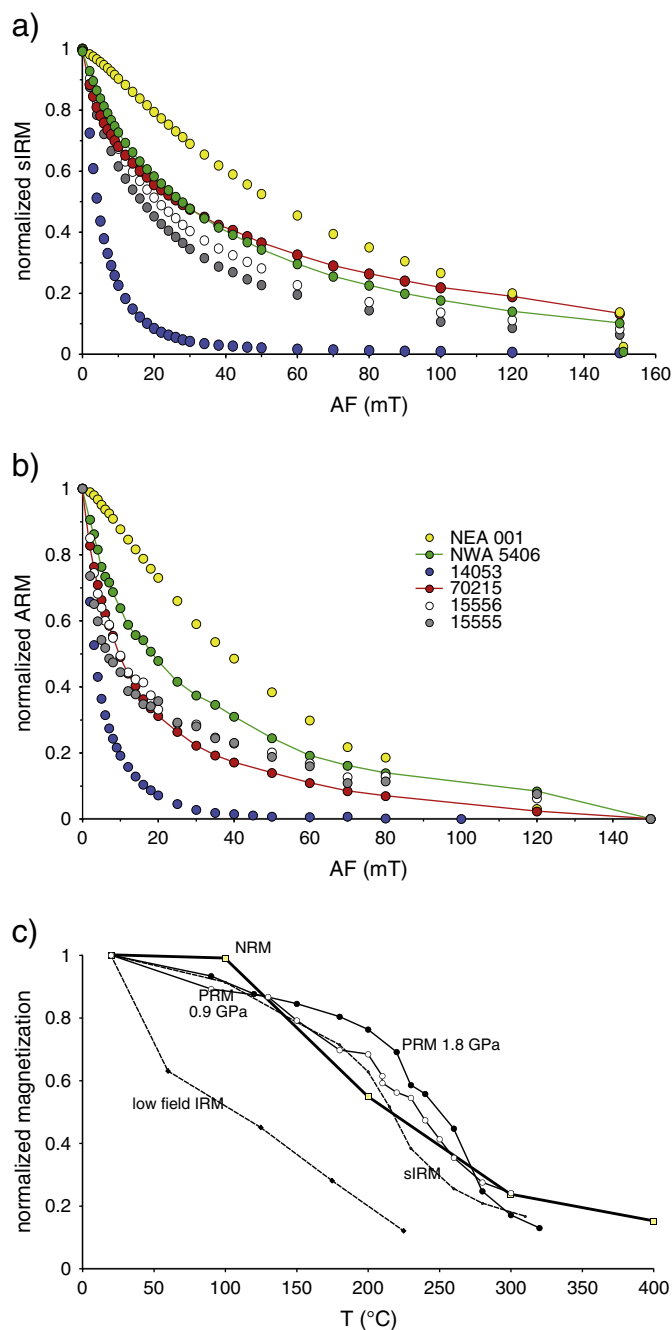 a)
1
0.8
0.6
0.4
0.2
0
normalized sIRM
0 20 40 60 80 100 120 140 160
AF (mT)
b)
1
0.8
0.6
0.4
0.2
0
normalized ARM
NEA 001
NWA 5406
14053
70215
15556
15555
0 20 40 60 80 100 120 140
AF (mT)
c)
1
0.8
0.6
0.4
0.2
0
normalized magnetization
NRM
PRM
0.9 GPa
PRM 1.8 GPa
low field IRM
sIRM
0 50 100 150 200 250 300 350 400
T (°C)